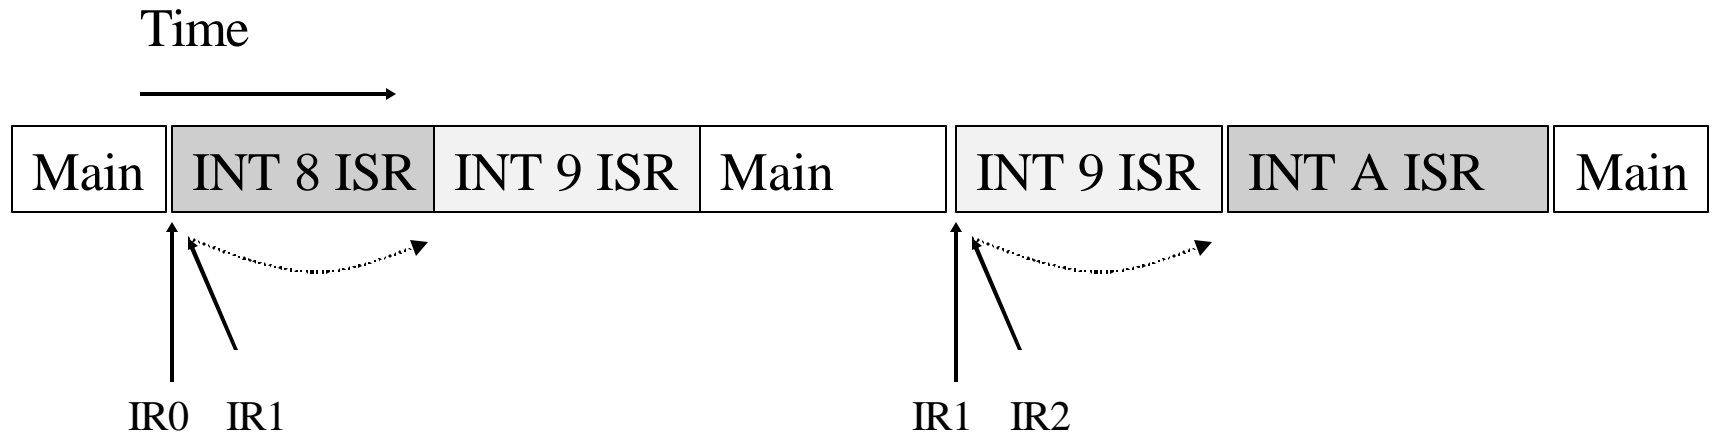 Time
Main INT 8 ISR INT 9 ISR Main INT 9 ISR INT A ISR Main
IR0 IR1 IR1 IR2